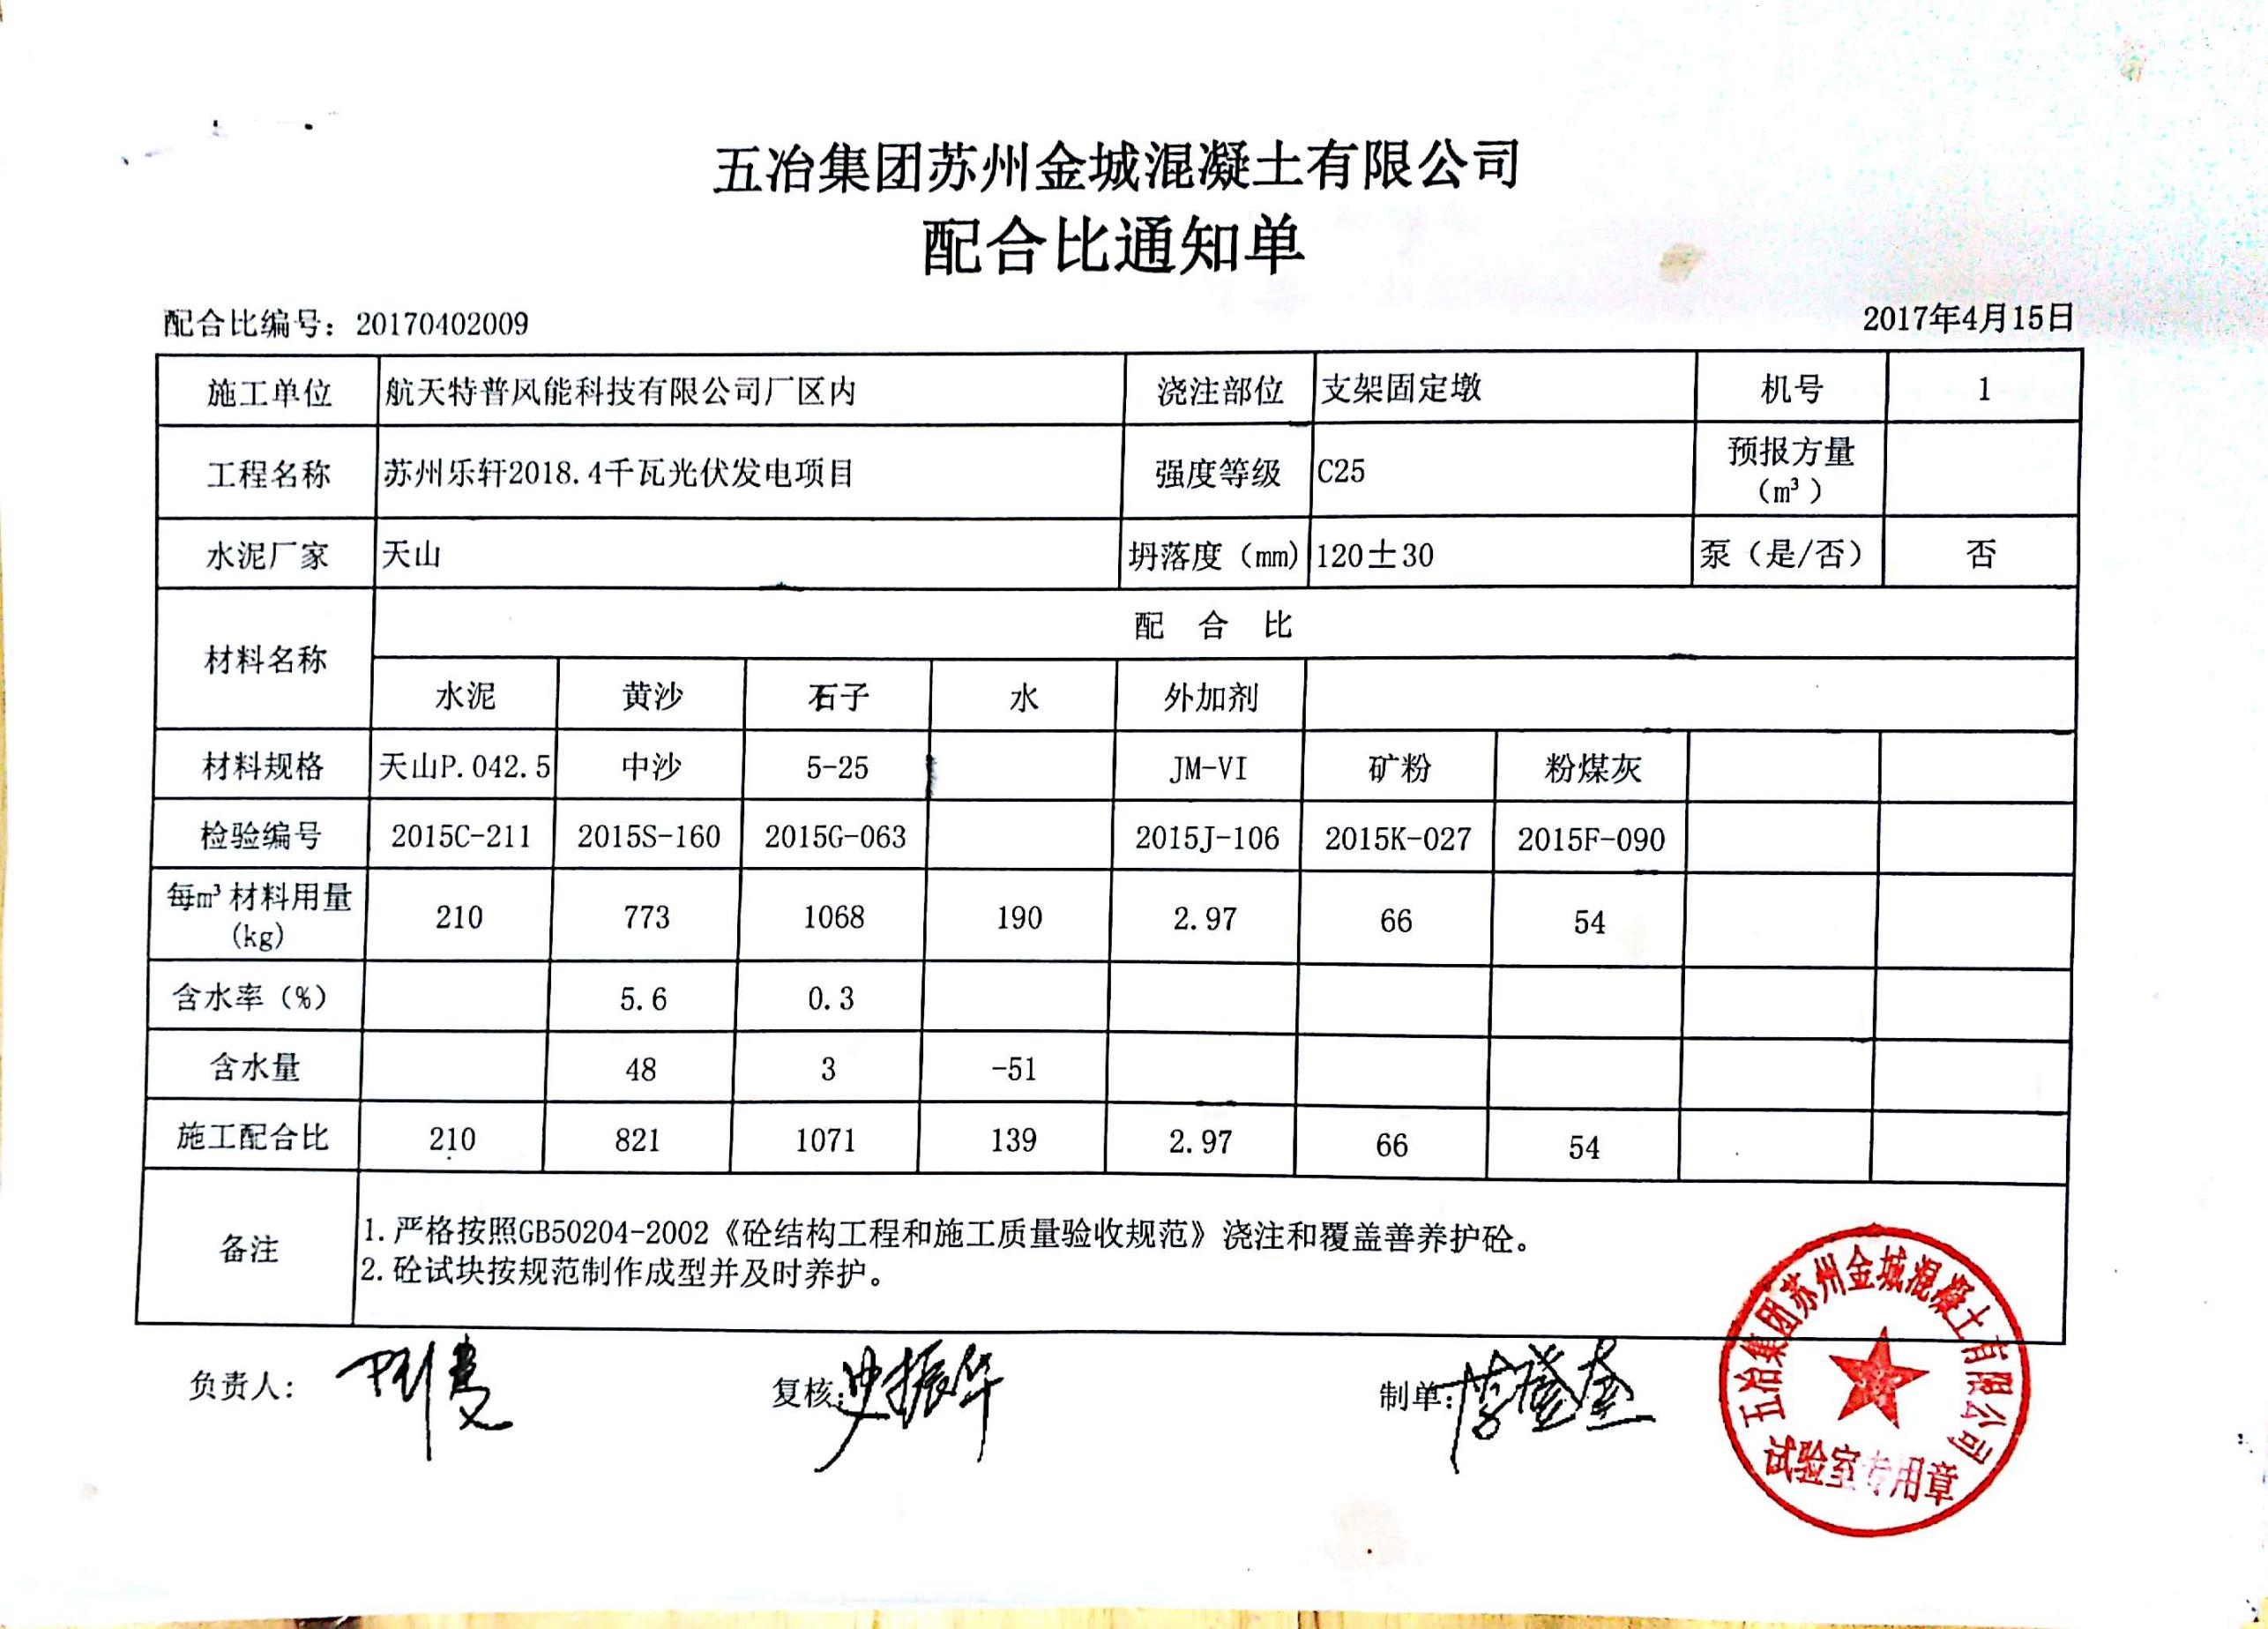 五冶集团苏州金城混凝土有限公司
配合比通知单
配合比编号：20170402009 2017年4月15日
施工单位 航天特普风能科技有限公司厂区内 浇注部位 支架固定墩 机号 1
工程名称 苏州乐轩2018.4千瓦光伏发电项目 强度等级 C25 预报方量（m³）
水泥厂家 天山 坍落度（mm) 120±30 泵（是/否） 否
材料名称 配 合 比
水泥 黄沙 石子 水 外加剂
材料规格 天山P.042.5 中沙 5-25 JM-VI 矿粉 粉煤灰
检验编号 2015C-211 2015S-160 2015G-063 2015J-106 2015K-027 2015F-090
每m³材料用量(kg) 210 773 1068 190 2.97 66 54
含水率（%） 5.6 0.3
含水量 48 3 -51
施工配合比 210 821 1071 139 2.97 66 54
备注 1.严格按照GB50204-2002《砼结构工程和施工质量验收规范》浇注和覆盖善养护砼。
2.砼试块按规范制作成型并及时养护。
负责人： 复核：史振华 制单：
五冶集团苏州金城混凝土有限公司
试验室专用章